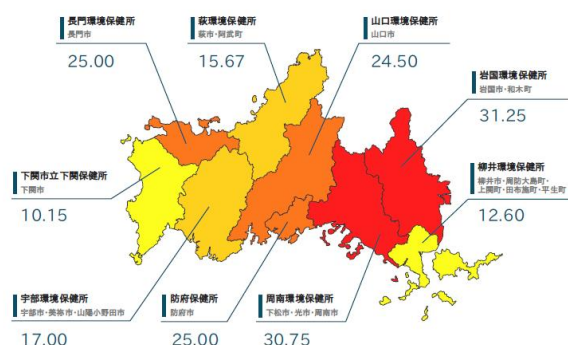 長門環境保健所
長門市
25.00
萩環境保健所
萩市・阿武町
15.67
山口環境保健所
山口市
24.50
岩国環境保健所
岩国市・和木町
31.25
下関市立下関保健所
下関市
10.15
柳井環境保健所
柳井市・周防大島町・
上関町・田布施町・平生町
12.60
宇部環境保健所
宇部市・美祢市・山陽小野田市
17.00
防府保健所
防府市
25.00
周南環境保健所
下松市・光市・周南市
30.75